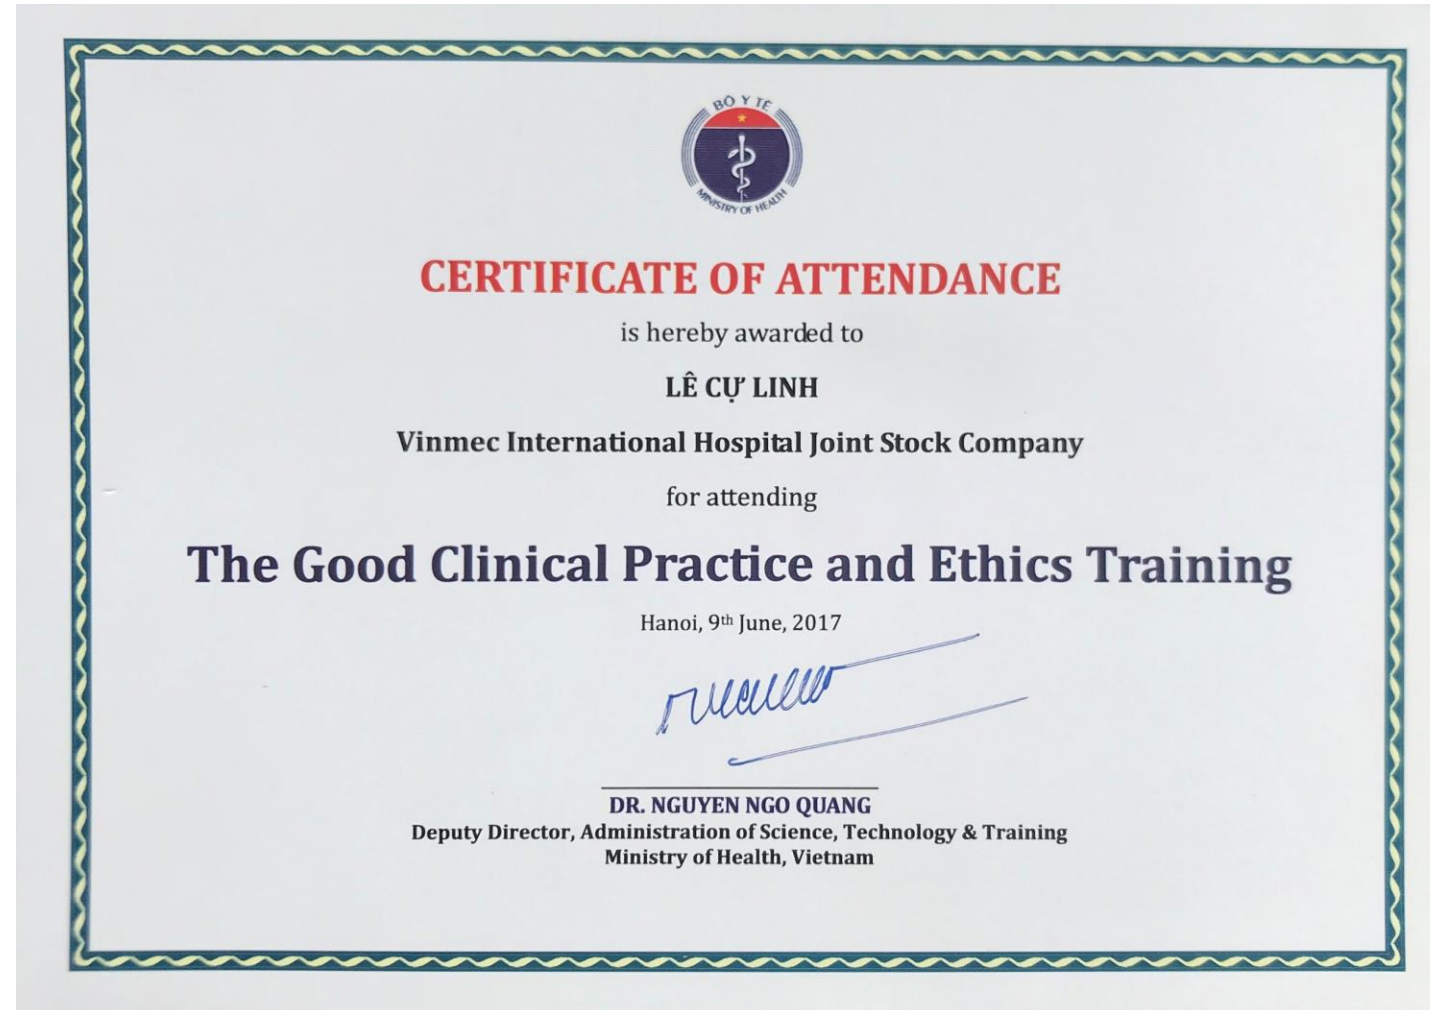 BỘ Y TẾ
MINISTRY OF HEALTH
CERTIFICATE OF ATTENDANCE
is hereby awarded to
LÊ CỰ LINH
Vinmec International Hospital Joint Stock Company
for attending
The Good Clinical Practice and Ethics Training
Hanoi, 9th June, 2017
DR. NGUYEN NGO QUANG
Deputy Director, Administration of Science, Technology & Training
Ministry of Health, Vietnam